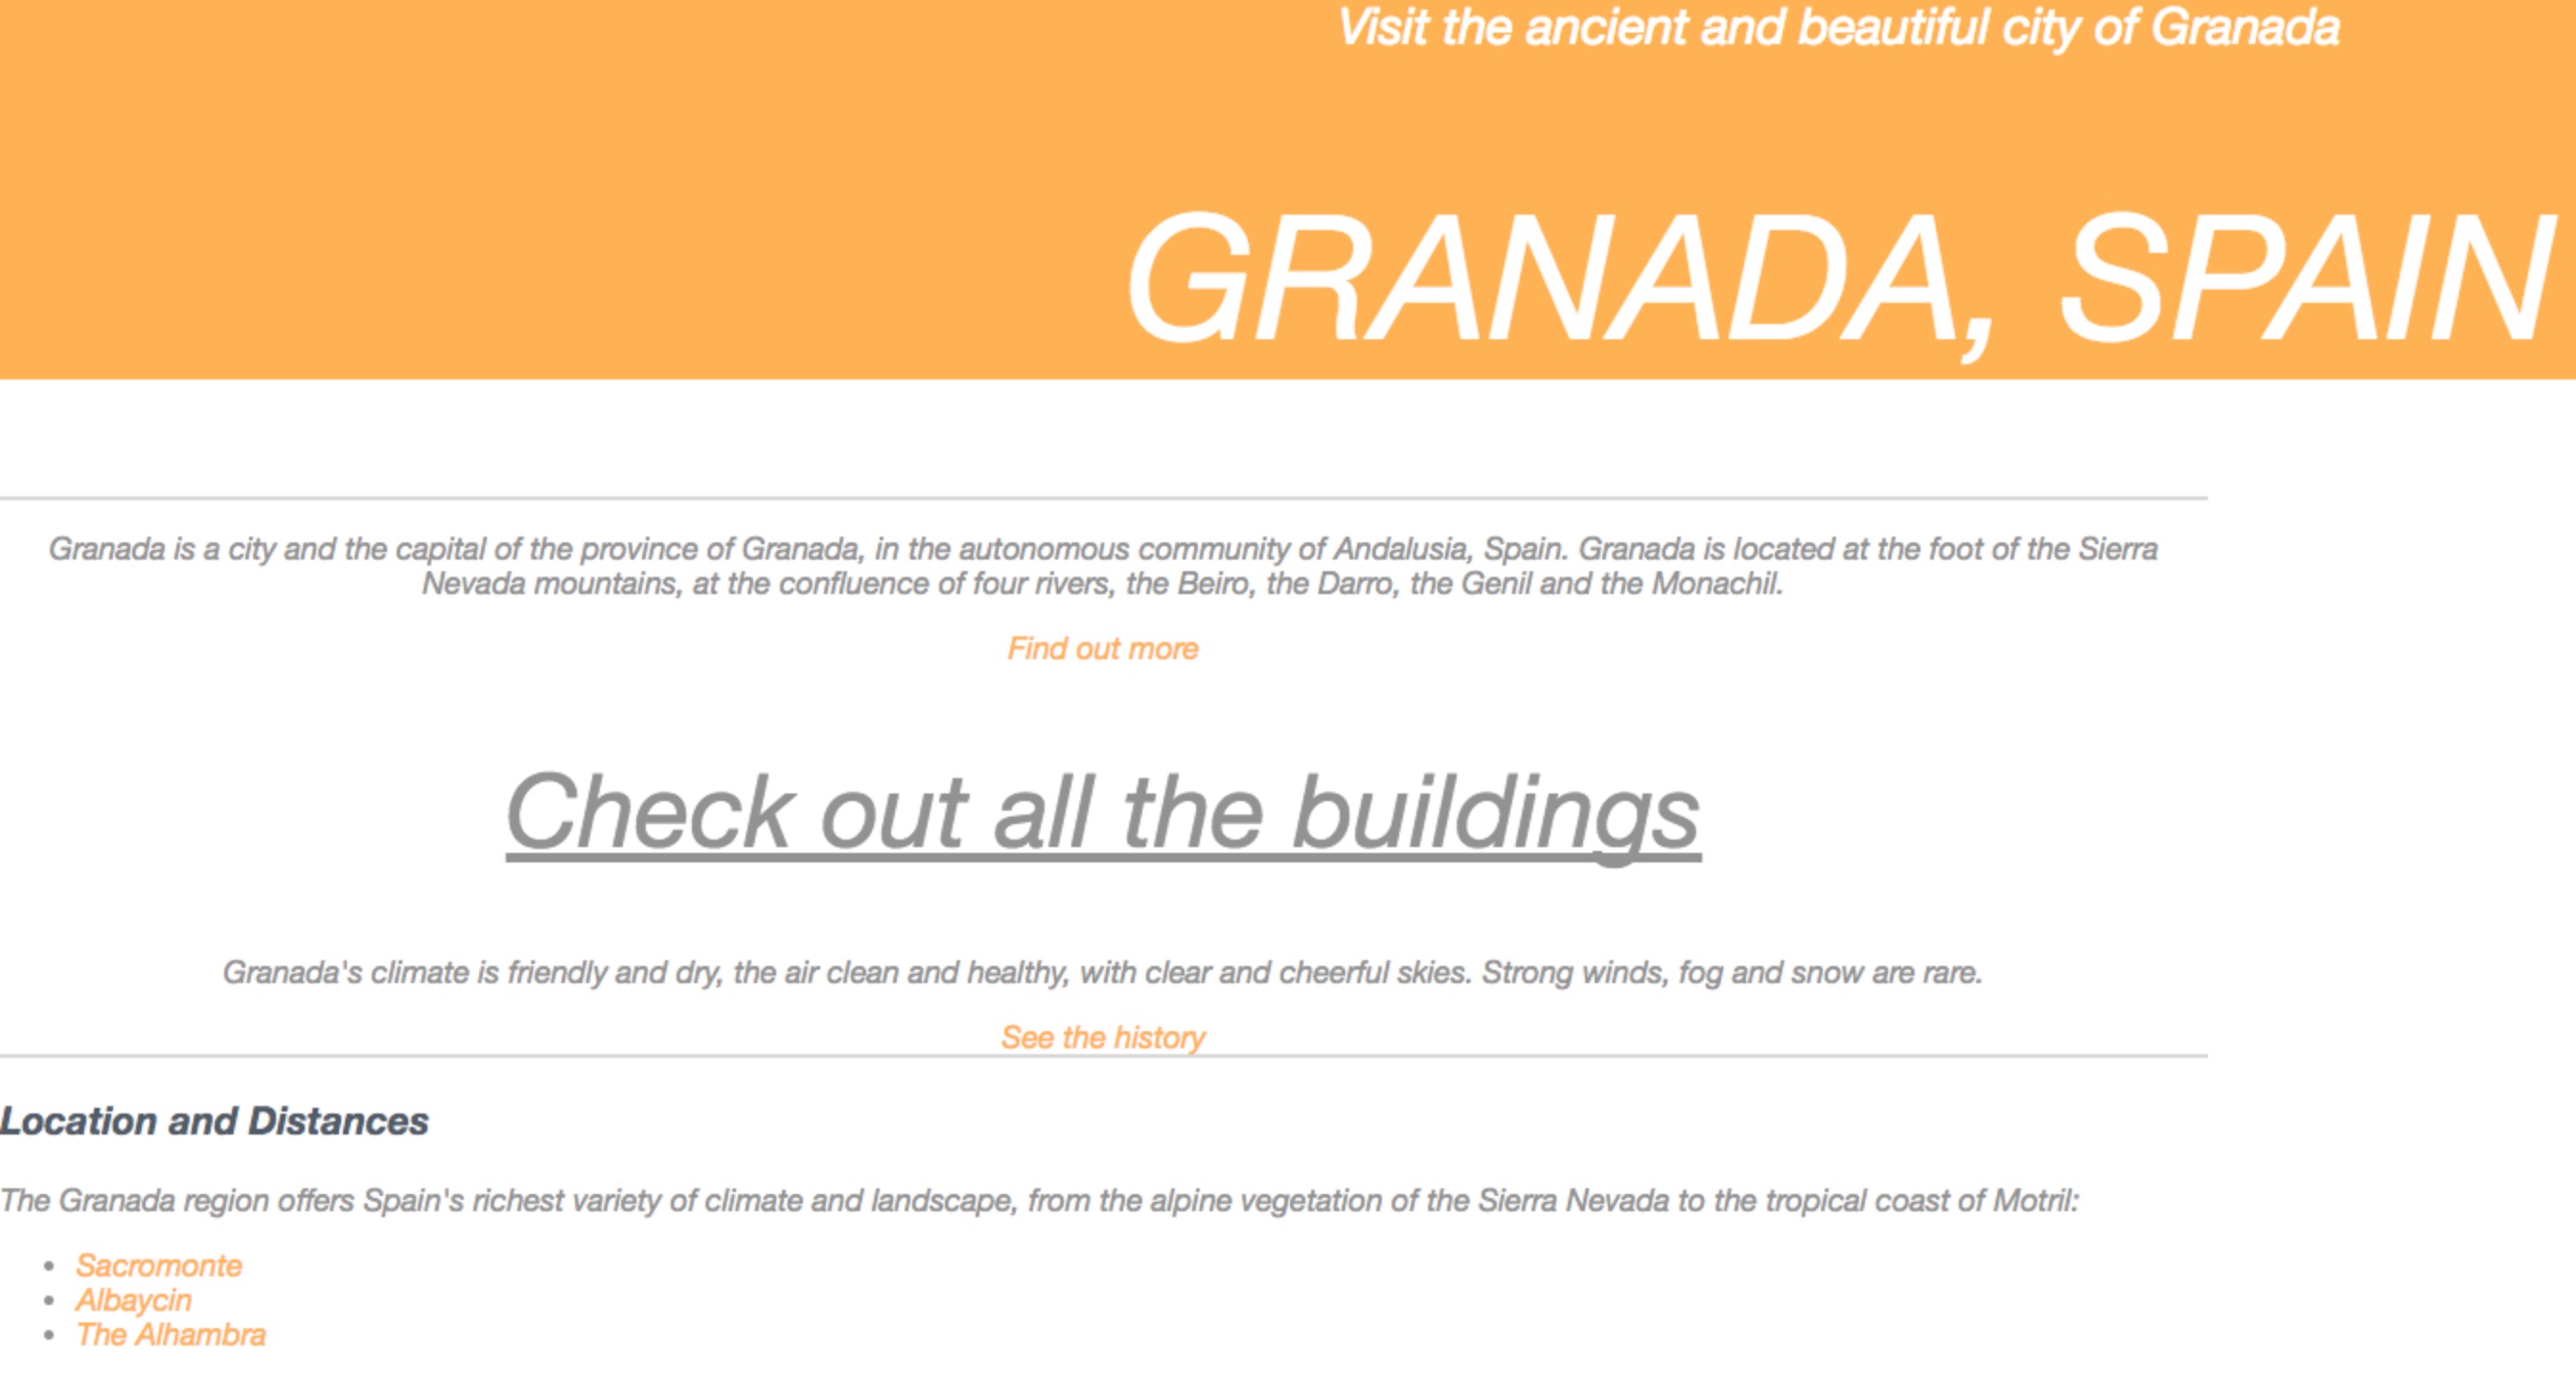 Visit the ancient and beautiful city of Granada
GRANADA, SPAIN
Granada is a city and the capital of the province of Granada, in the autonomous community of Andalusia, Spain. Granada is located at the foot of the Sierra
Nevada mountains, at the confluence of four rivers, the Beiro, the Darro, the Genil and the Monachil.
Find out more
Check out all the buildings
Granada's climate is friendly and dry, the air clean and healthy, with clear and cheerful skies. Strong winds, fog and snow are rare.
See the history
Location and Distances
The Granada region offers Spain's richest variety of climate and landscape, from the alpine vegetation of the Sierra Nevada to the tropical coast of Motril:
• Sacromonte
• Albaycin
• The Alhambra